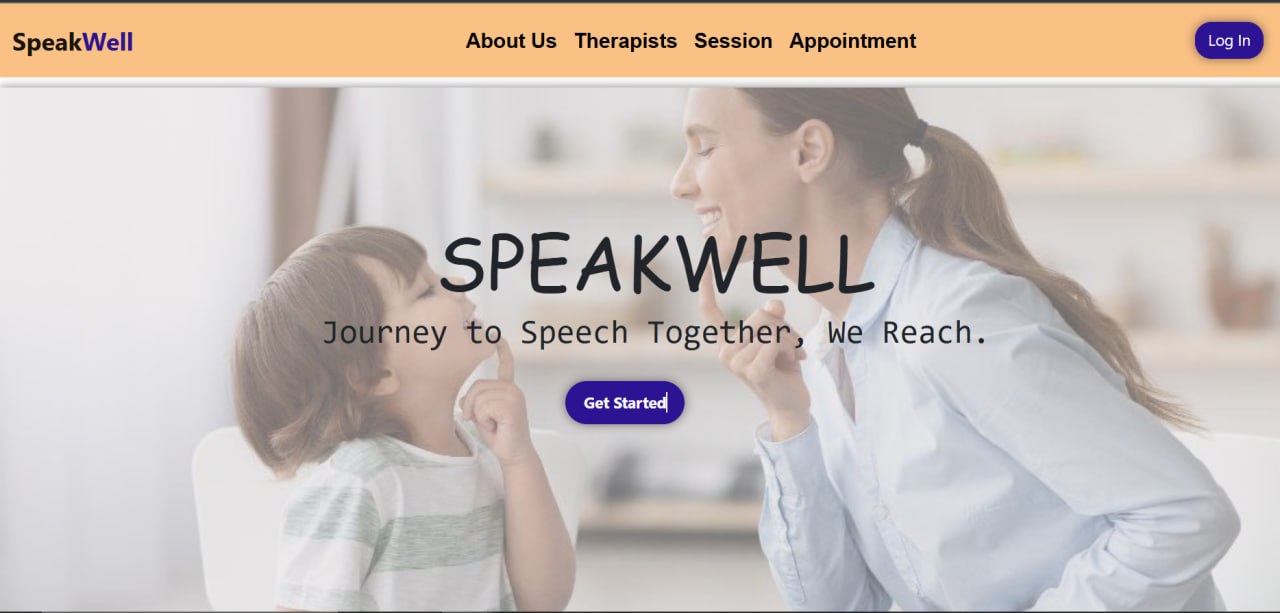 SpeakWell
About Us Therapists Session Appointment
Log In
SPEAKWELL
Journey to Speech Together, We Reach.
Get Started